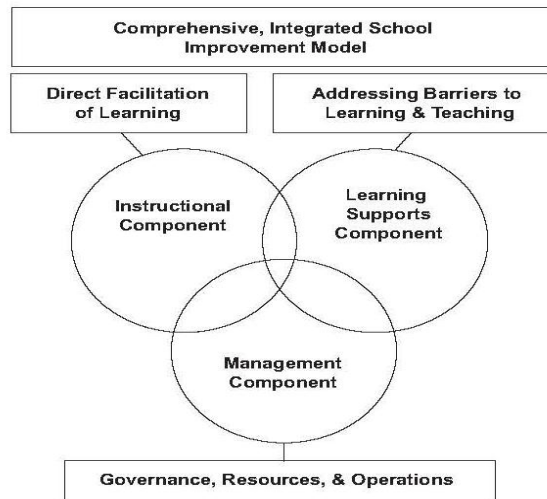 Comprehensive, Integrated School
Improvement Model
Direct Facilitation
of Learning
Addressing Barriers to
Learning & Teaching
Instructional
Component
Learning
Supports
Component
Management
Component
Governance, Resources, & Operations